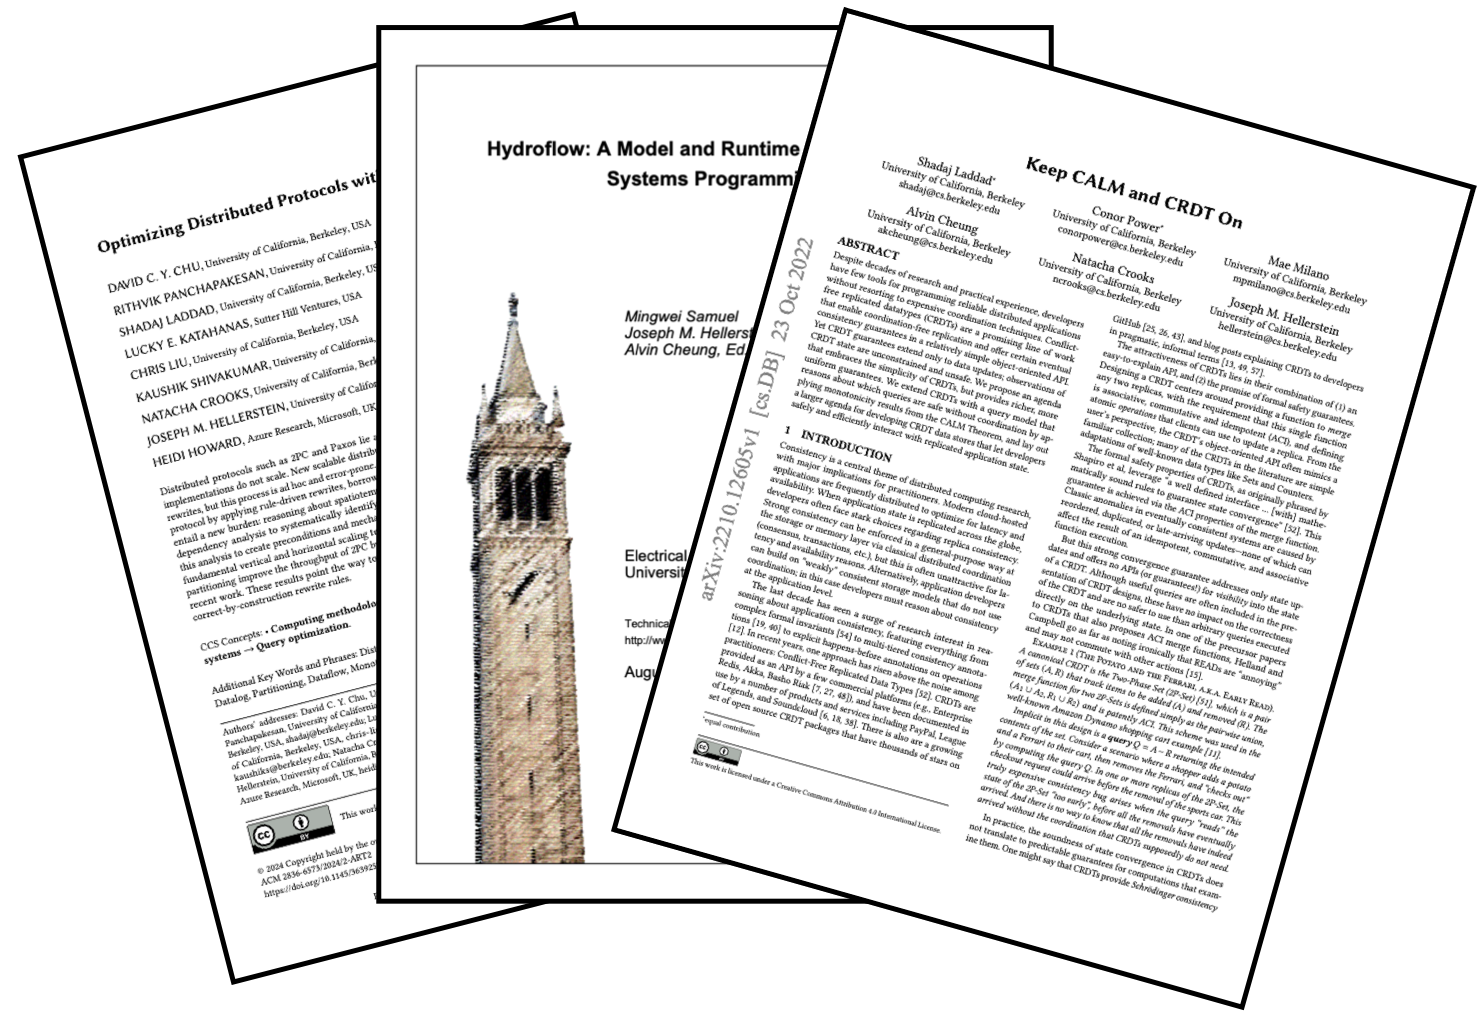 Optimizing Distributed Protocols wit
DAVID C. Y. CHU, University of California, Berkeley, USA
RITHVIK PANCHAPAKESAN, University of California,
SHADAJ LADDAD, University of California, Berkeley, US
LUCKY E. KATAHANAS, Sutter Hill Ventures, USA
CHRIS LIU, University of California, Berkeley, USA
KAUSHIK SHIVAKUMAR, University of California,
NATACHA CROOKS, University of California, Ber
JOSEPH M. HELLERSTEIN, University of Califor
HEIDI HOWARD, Azure Research, Microsoft, UK
Distributed protocols such as 2PC and Paxos lie a
implementations do not scale. New scalable distrib
rewrites, but this process is ad hoc and error-prone.
protocol by applying rule-driven rewrites, borrow
entail a new burden: reasoning about spatiotem
dependency analysis to systematically identify
this analysis to create preconditions and mecha
fundamental vertical and horizontal scaling t
partitioning improve the throughput of 2PC b
recent work. These results point the way to
correct-by-construction rewrite rules.
CCS Concepts: • Computing methodolo
systems → Query optimization.
Additional Key Words and Phrases: Dist
Datalog, Partitioning, Dataflow, Mono
Authors' addresses: David C. Y. Chu, U
Panchapakesan, University of California
Berkeley, USA, shadaj@berkeley.edu; Lu
of California, Berkeley, USA, chris-li
kaushiks@berkeley.edu; Natacha Cr
Hellerstein, University of California, B
Azure Research, Microsoft, UK, heid
cc BY
This work
© 2024 Copyright held by the o
ACM 2836-6573/2024/2-ART2
https://doi.org/10.1145/363925
Hydroflow: A Model and Runtime
Systems Programmi
Mingwei Samuel
Joseph M. Hellerst
Alvin Cheung, Ed.
Electrical
Universit
Technica
http://ww
Augu
arXiv:2210.12605v1 [cs.DB] 23 Oct 2022
Keep CALM and CRDT On
Shadaj Laddad*
University of California, Berkeley
shadaj@cs.berkeley.edu
Conor Power*
University of California, Berkeley
conorpower@cs.berkeley.edu
Mae Milano
University of California, Berkeley
mpmilano@cs.berkeley.edu
Alvin Cheung
University of California, Berkeley
akcheung@cs.berkeley.edu
Natacha Crooks
University of California, Berkeley
ncrooks@cs.berkeley.edu
Joseph M. Hellerstein
University of California, Berkeley
hellerstein@cs.berkeley.edu
ABSTRACT
Despite decades of research and practical experience, developers
have few tools for programming reliable distributed applications
without resorting to expensive coordination techniques. Conflict-
free replicated datatypes (CRDTs) are a promising line of work
that enable coordination-free replication and offer certain eventual
consistency guarantees in a relatively simple object-oriented API.
Yet CRDT guarantees extend only to data updates; observations of
CRDT state are unconstrained and unsafe. We propose an agenda
that embraces the simplicity of CRDTs, but provides richer, more
uniform guarantees. We extend CRDTs with a query model that
reasons about which queries are safe without coordination by ap-
plying monotonicity results from the CALM Theorem, and lay out
a larger agenda for developing CRDT data stores that let developers
safely and efficiently interact with replicated application state.
1 INTRODUCTION
Consistency is a central theme of distributed computing research,
with major implications for practitioners. Modern cloud-hosted
applications are frequently distributed to optimize for latency and
availability. When application state is replicated across the globe,
developers often face stark choices regarding replica consistency.
Strong consistency can be enforced in a general-purpose way at
the storage or memory layer via classical distributed coordination
(consensus, transactions, etc.), but this is often unattractive for la-
tency and availability reasons. Alternatively, application developers
can build on "weakly" consistent storage models that do not use
coordination; in this case developers must reason about consistency
at the application level.
The last decade has seen a surge of research interest in rea-
soning about application consistency, featuring everything from
complex formal invariants [54] to multi-tiered consistency annota-
tions [19, 40] to explicit happens-before annotations on operations
[12]. In recent years, one approach has risen above the noise among
practitioners: Conflict-Free Replicated Data Types [52]. CRDTs are
provided as an API by a few commercial platforms (e.g., Enterprise
Redis, Akka, Basho Riak [7, 27, 48]), and have been documented in
use by a number of products and services including PayPal, League
of Legends, and Soundcloud [6, 18, 38]. There is also are a growing
set of open source CRDT packages that have thousands of stars on
*equal contribution
cc BY
This work is licensed under a Creative Commons Attribution 4.0 International License.
GitHub [25, 26, 43], and blog posts explaining CRDTs to developers
in pragmatic, informal terms [13, 49, 57].
The attractiveness of CRDTs lies in their combination of (1) an
easy-to-explain API, and (2) the promise of formal safety guarantees.
Designing a CRDT centers around providing a function to merge
any two replicas, with the requirement that this single function
is associative, commutative and idempotent (ACI), and defining
atomic operations that clients can use to update a replica. From the
user's perspective, the CRDT's object-oriented API often mimics a
familiar collection; many of the CRDTs in the literature are simple
adaptations of well-known data types like Sets and Counters.
The formal safety properties of CRDTs, as originally phrased by
Shapiro et al, leverage "a well defined interface ... [with] mathe-
matically sound rules to guarantee state convergence" [52]. This
guarantee is achieved via the ACI properties of the merge function.
Classic anomalies in eventually consistent systems are caused by
reordered, duplicated, or late-arriving updates—none of which can
affect the result of an idempotent, commutative, and associative
function execution.
But this strong convergence guarantee addresses only state up-
dates and offers no APIs (or guarantees!) for visibility into the state
of a CRDT. Although useful queries are often included in the pre-
sentation of CRDT designs, these have no impact on the correctness
of the CRDT and are no safer to use than arbitrary queries executed
directly on the underlying state. In one of the precursor papers
to CRDTs that also proposes ACI merge functions, Helland and
Campbell go as far as noting ironically that READs are "annoying"
and may not commute with other actions [15].
EXAMPLE 1 (THE POTATO AND THE FERRARI, A.K.A. EARLY READ).
A canonical CRDT is the Two-Phase Set (2P-Set) [51], which is a pair
of sets (A, R) that track items to be added (A) and removed (R). The
merge function for two 2P-Sets is defined simply as the pair-wise union,
(A₁ ∪ A₂, R₁ ∪ R₂) and is patently ACI. This scheme was used in the
well-known Amazon Dynamo shopping cart example [11].
Implicit in this design is a query Q = A − R returning the intended
contents of the set. Consider a scenario where a shopper adds a potato
and a Ferrari to their cart, then removes the Ferrari, and "checks out"
by computing the query Q. In one or more replicas of the 2P-Set, the
checkout request could arrive before the removal of the sports car. This
truly expensive consistency bug arises when the query "reads" the
state of the 2P-Set "too early", before all the removals have eventually
arrived. And there is no way to know that all the removals have indeed
arrived without the coordination that CRDTs supposedly do not need.
In practice, the soundness of state convergence in CRDTs does
not translate to predictable guarantees for computations that exam-
ine them. One might say that CRDTs provide Schrödinger consistency